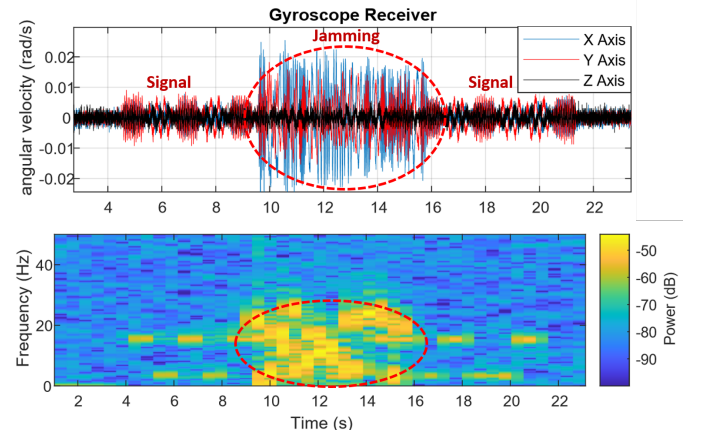 Gyroscope Receiver
Jamming
Signal
Signal
X Axis
Y Axis
Z Axis
angular velocity (rad/s)
0.02
0.01
0
-0.01
-0.02
4 6 8 10 12 14 16 18 20 22
Frequency (Hz)
40
20
0
2 4 6 8 10 12 14 16 18 20 22
Time (s)
-50
-60
-70
-80
-90
Power (dB)